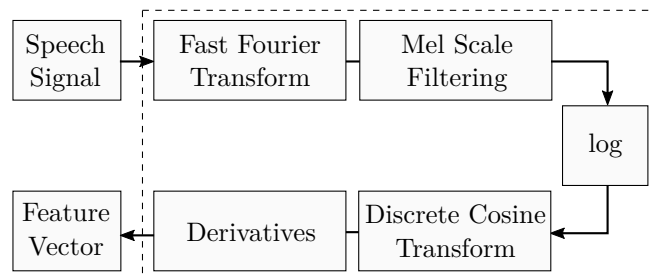 Speech
Signal
Fast Fourier
Transform
Mel Scale
Filtering
log
Feature
Vector
Derivatives
Discrete Cosine
Transform